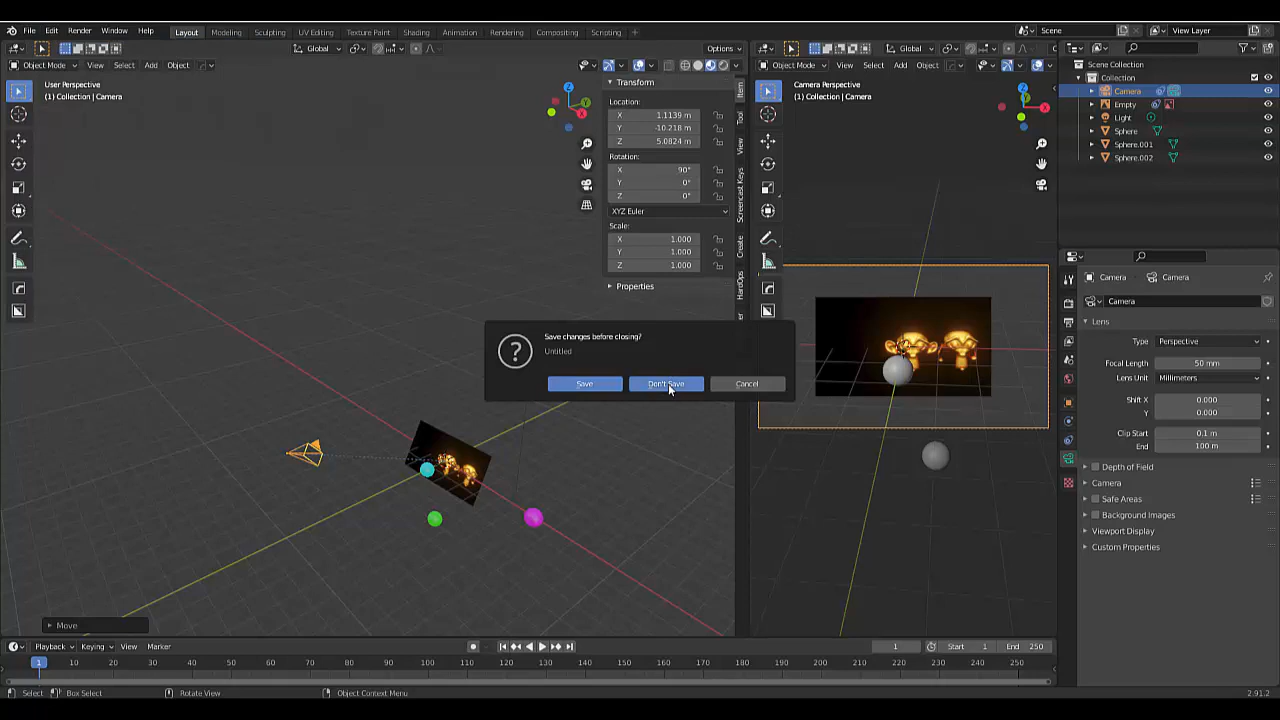 File Edit Render Window Help Layout Modeling Sculpting UV Editing Texture Paint Shading Animation Rendering Compositing Scripting + Scene View Layer
Global Options Global
Object Mode View Select Add Object Object Mode View Select Add Object
Scene Collection
Collection
Camera
Empty
Light
Sphere
Sphere.001
Sphere.002
User Perspective
(1) Collection | Camera
Transform
Location:
X 1.1139 m
Y -10.218 m
Z 5.0824 m
Rotation:
X 90°
Y 0°
Z 0°
XYZ Euler
Scale:
X 1.000
Y 1.000
Z 1.000
Properties
Item
Tool
View
Screencast Keys
Create
HardOps
Camera Perspective
(1) Collection | Camera
Save changes before closing?
Untitled
Save Don't Save Cancel
Camera Camera
Camera
Lens
Type Perspective
Focal Length 50 mm
Lens Unit Millimeters
Shift X 0.000
Y 0.000
Clip Start 0.1 m
End 100 m
Depth of Field
Camera
Safe Areas
Background Images
Viewport Display
Custom Properties
Move
Playback Keying View Marker 1 Start 1 End 250
1 10 20 30 40 50 60 70 80 90 100 110 120 130 140 150 160 170 180 190 200 210 220 230 240 250
Select Box Select Rotate View Object Context Menu 2.91.2